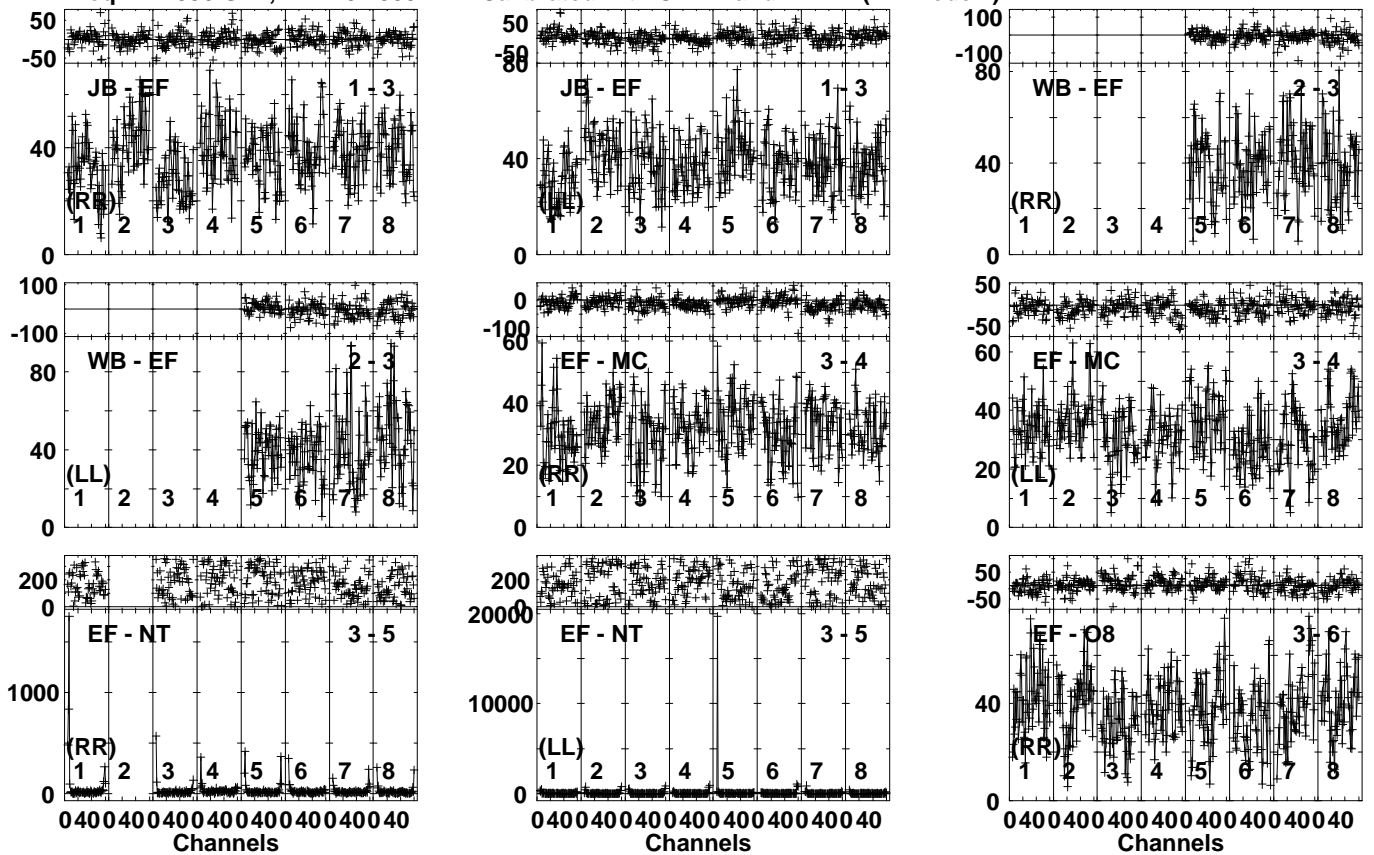 50 50 100
-50 -50 -100
80 80
JB - EF 1 - 3 JB - EF 1 - 3 WB - EF 2 - 3
40 40 40
(RR) (LL) (RR)
1 2 3 4 5 6 7 8 1 2 3 4 5 6 7 8 1 2 3 4 5 6 7 8
0 0 0
100 0 50
-100 -100 -50
60 60
WB - EF 2 - 3 EF - MC 3 - 4 EF - MC 3 - 4
80 40 40
40 20 20
(LL) (RR) (LL)
1 2 3 4 5 6 7 8 1 2 3 4 5 6 7 8 1 2 3 4 5 6 7 8
0 0 0
200 200 50
0 0 -50
20000
EF - NT 3 - 5 EF - NT 3 - 5 EF - O8 3 - 6
1000 10000 40
(RR) (LL) (RR)
1 2 3 4 5 6 7 8 1 2 3 4 5 6 7 8 1 2 3 4 5 6 7 8
0 0 0
0 40 0 40 0 40 0 40 0 40 0 40 0 40 0 40 0 40 0 40 0 40 0 40 0 40 0 40 0 40 0 40 0 40 0 40 0 40 0 40 0 40 0 40 0 40 0 40
Channels Channels Channels